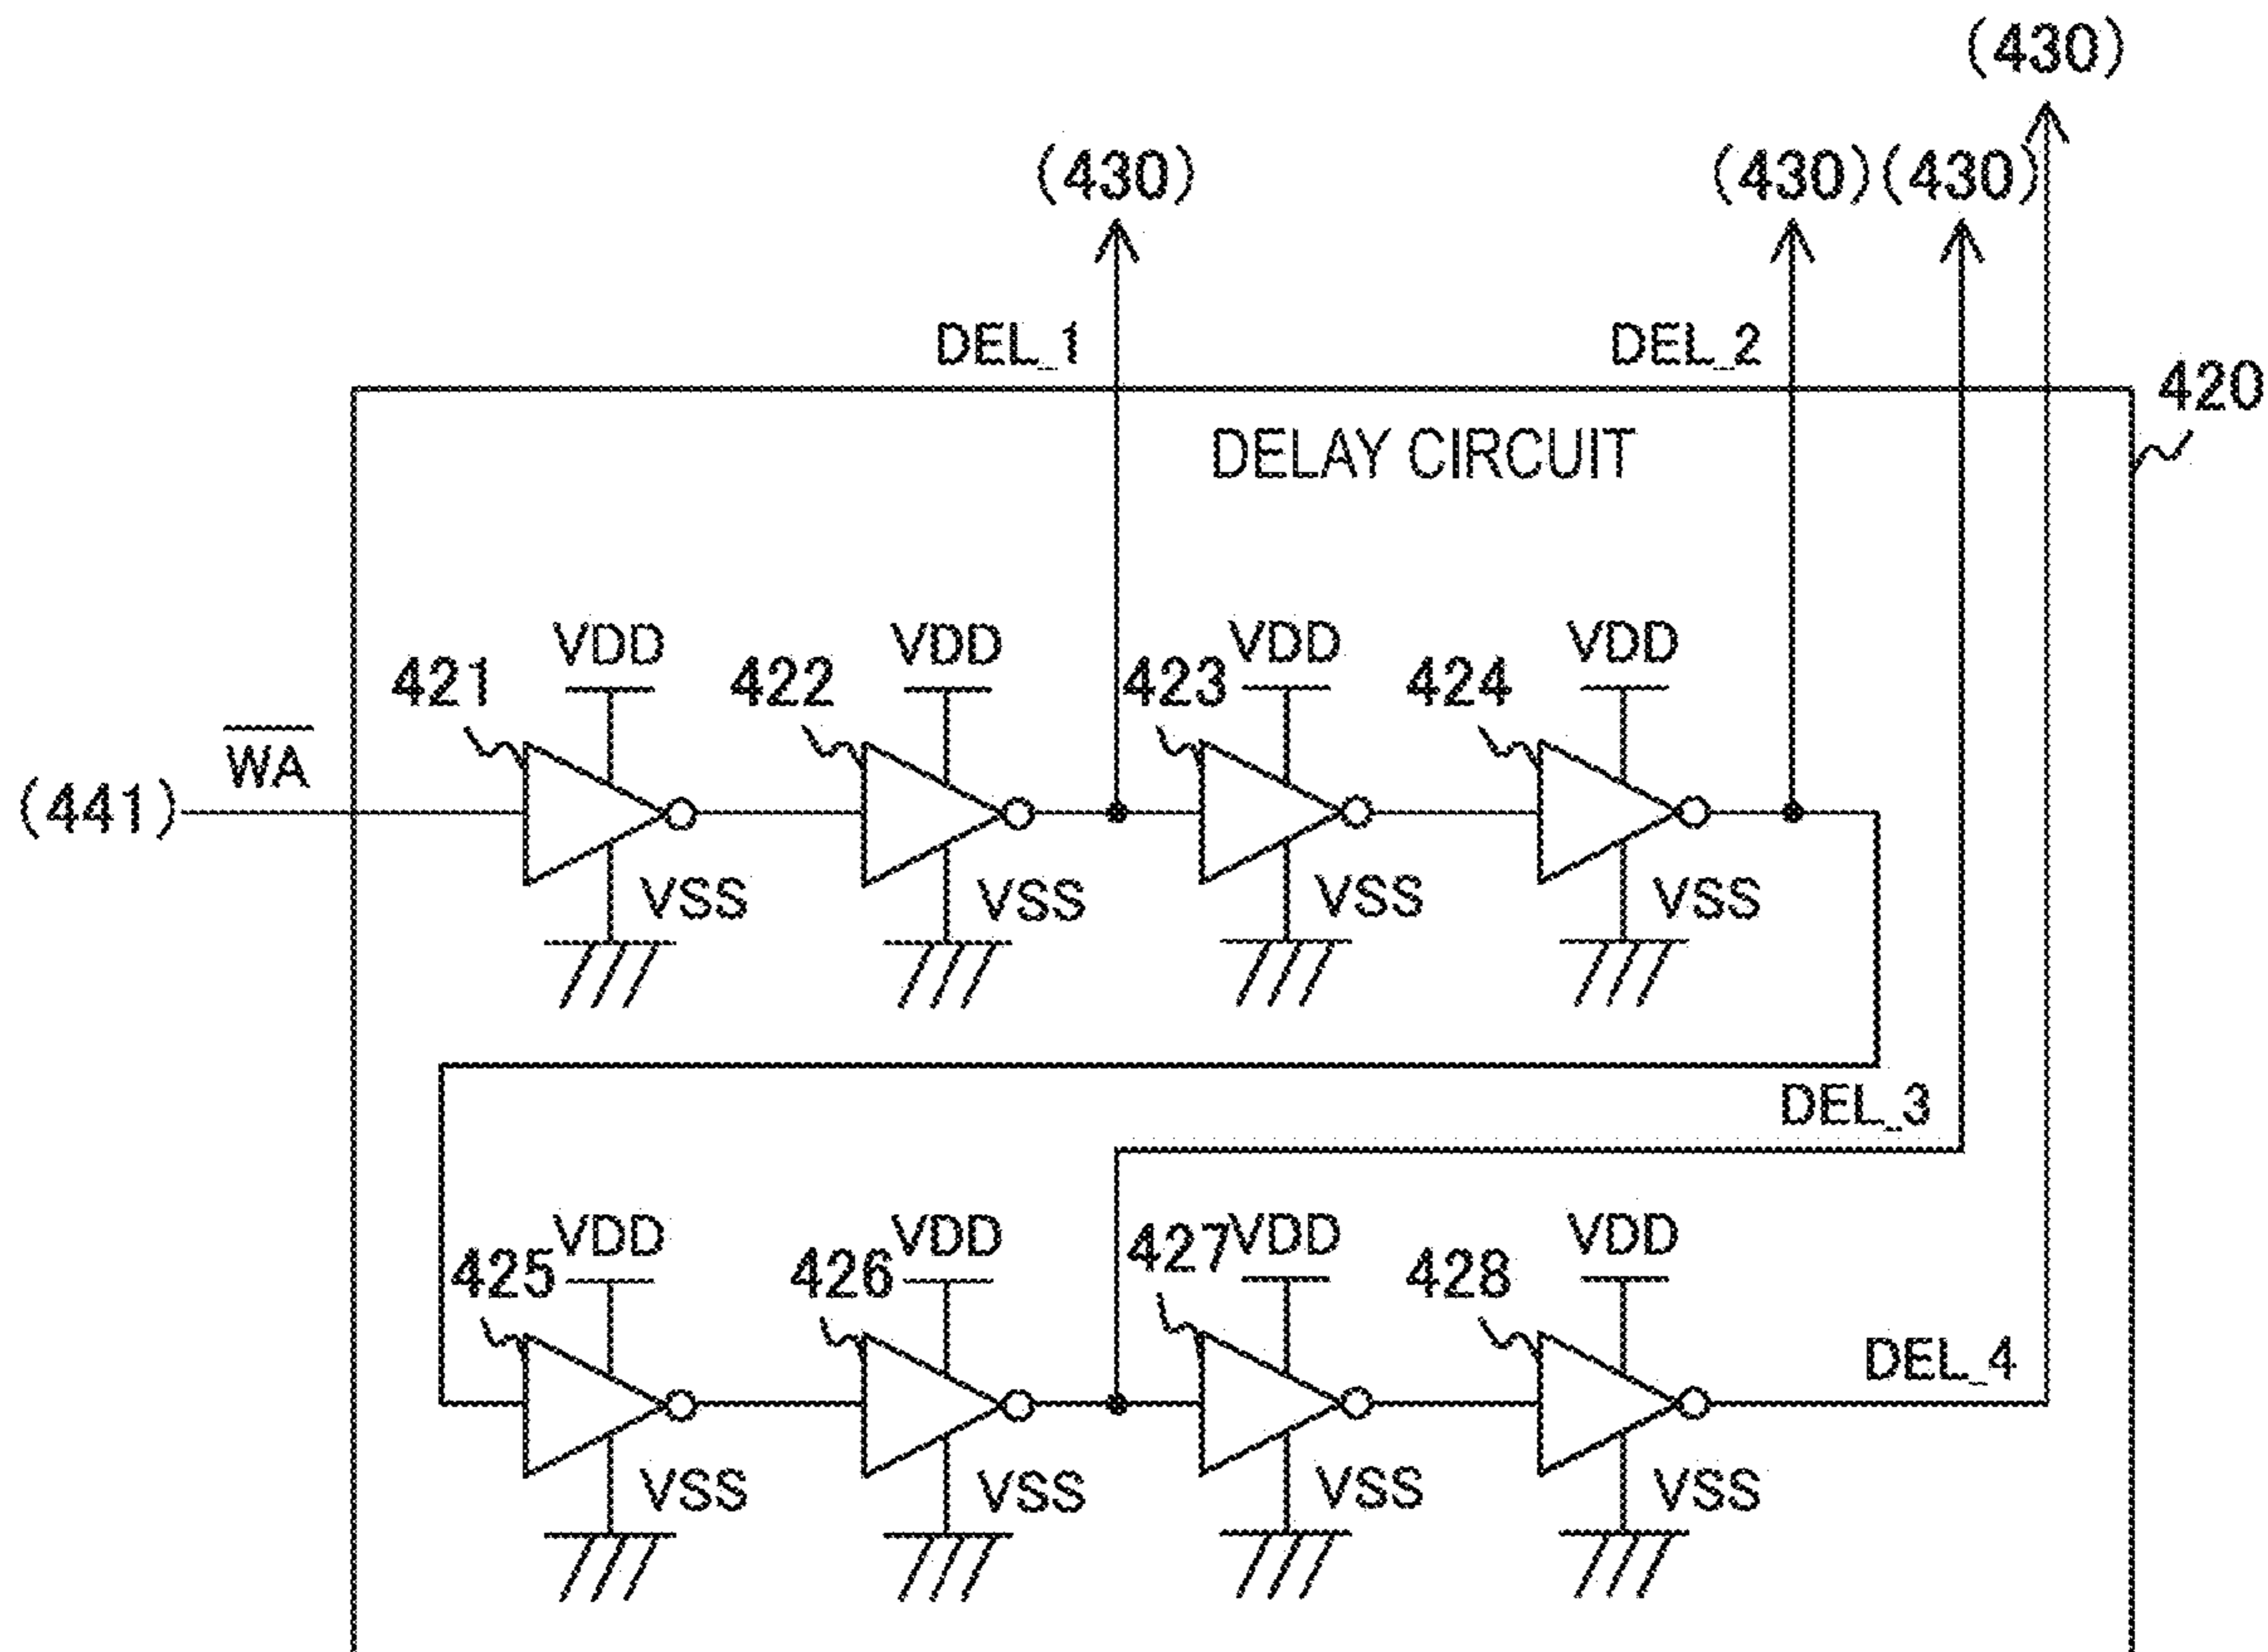 (430)
(430)
(430)
(430)
DEL_1
DEL_2
420
DELAY CIRCUIT
421
VDD
422
VDD
423
VDD
424
VDD
W̅A̅
(441)
VSS
VSS
VSS
VSS
DEL_3
425
VDD
426
VDD
427
VDD
428
VDD
DEL_4
VSS
VSS
VSS
VSS